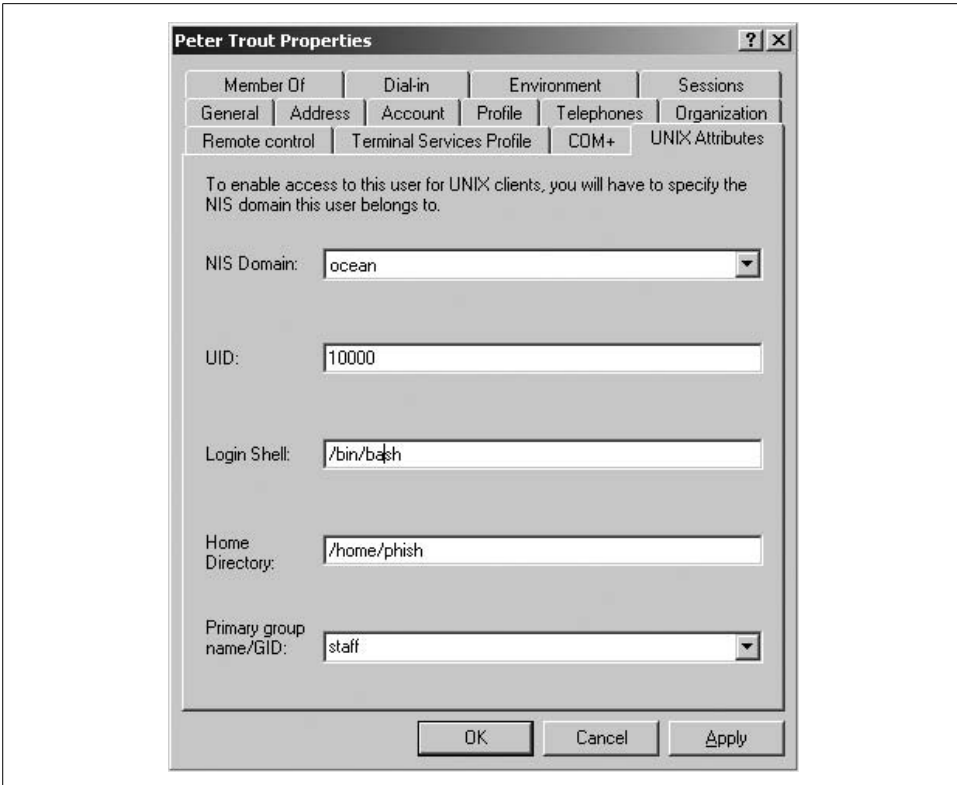 Peter Trout Properties
Member Of Dial-in Environment Sessions
General Address Account Profile Telephones Organization
Remote control Terminal Services Profile COM+ UNIX Attributes
To enable access to this user for UNIX clients, you will have to specify the
NIS domain this user belongs to.
NIS Domain: ocean
UID: 10000
Login Shell: /bin/bash
Home
Directory: /home/phish
Primary group
name/GID: staff
OK Cancel Apply